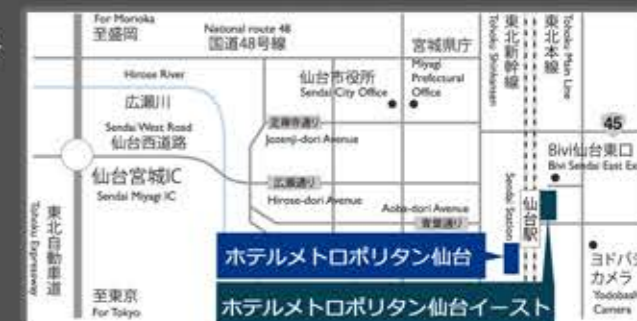 For Morioka
至盛岡
National route 48
国道48号線
宮城県庁
Miyagi
Prefectural
Office
東北新幹線
Tohoku Shinkansen
東北本線
Tohoku Main Line
Hirose River
広瀬川
仙台市役所
Sendai City Office
45
Sendai West Road
仙台西道路
定禅寺通り
Jozenji-dori Avenue
Bivi仙台東口
Bivi Sendai East Ex
仙台宮城IC
Sendai Miyagi IC
広瀬通り
Hirose-dori Avenue
Aoba-dori Avenue
青葉通り
Sendai Station
仙台駅
東北自動車道
Tohoku Expressway
ホテルメトロポリタン仙台
ヨドバシ
カメラ
Yodobash
Camera
至東京
For Tokyo
ホテルメトロポリタン仙台イースト